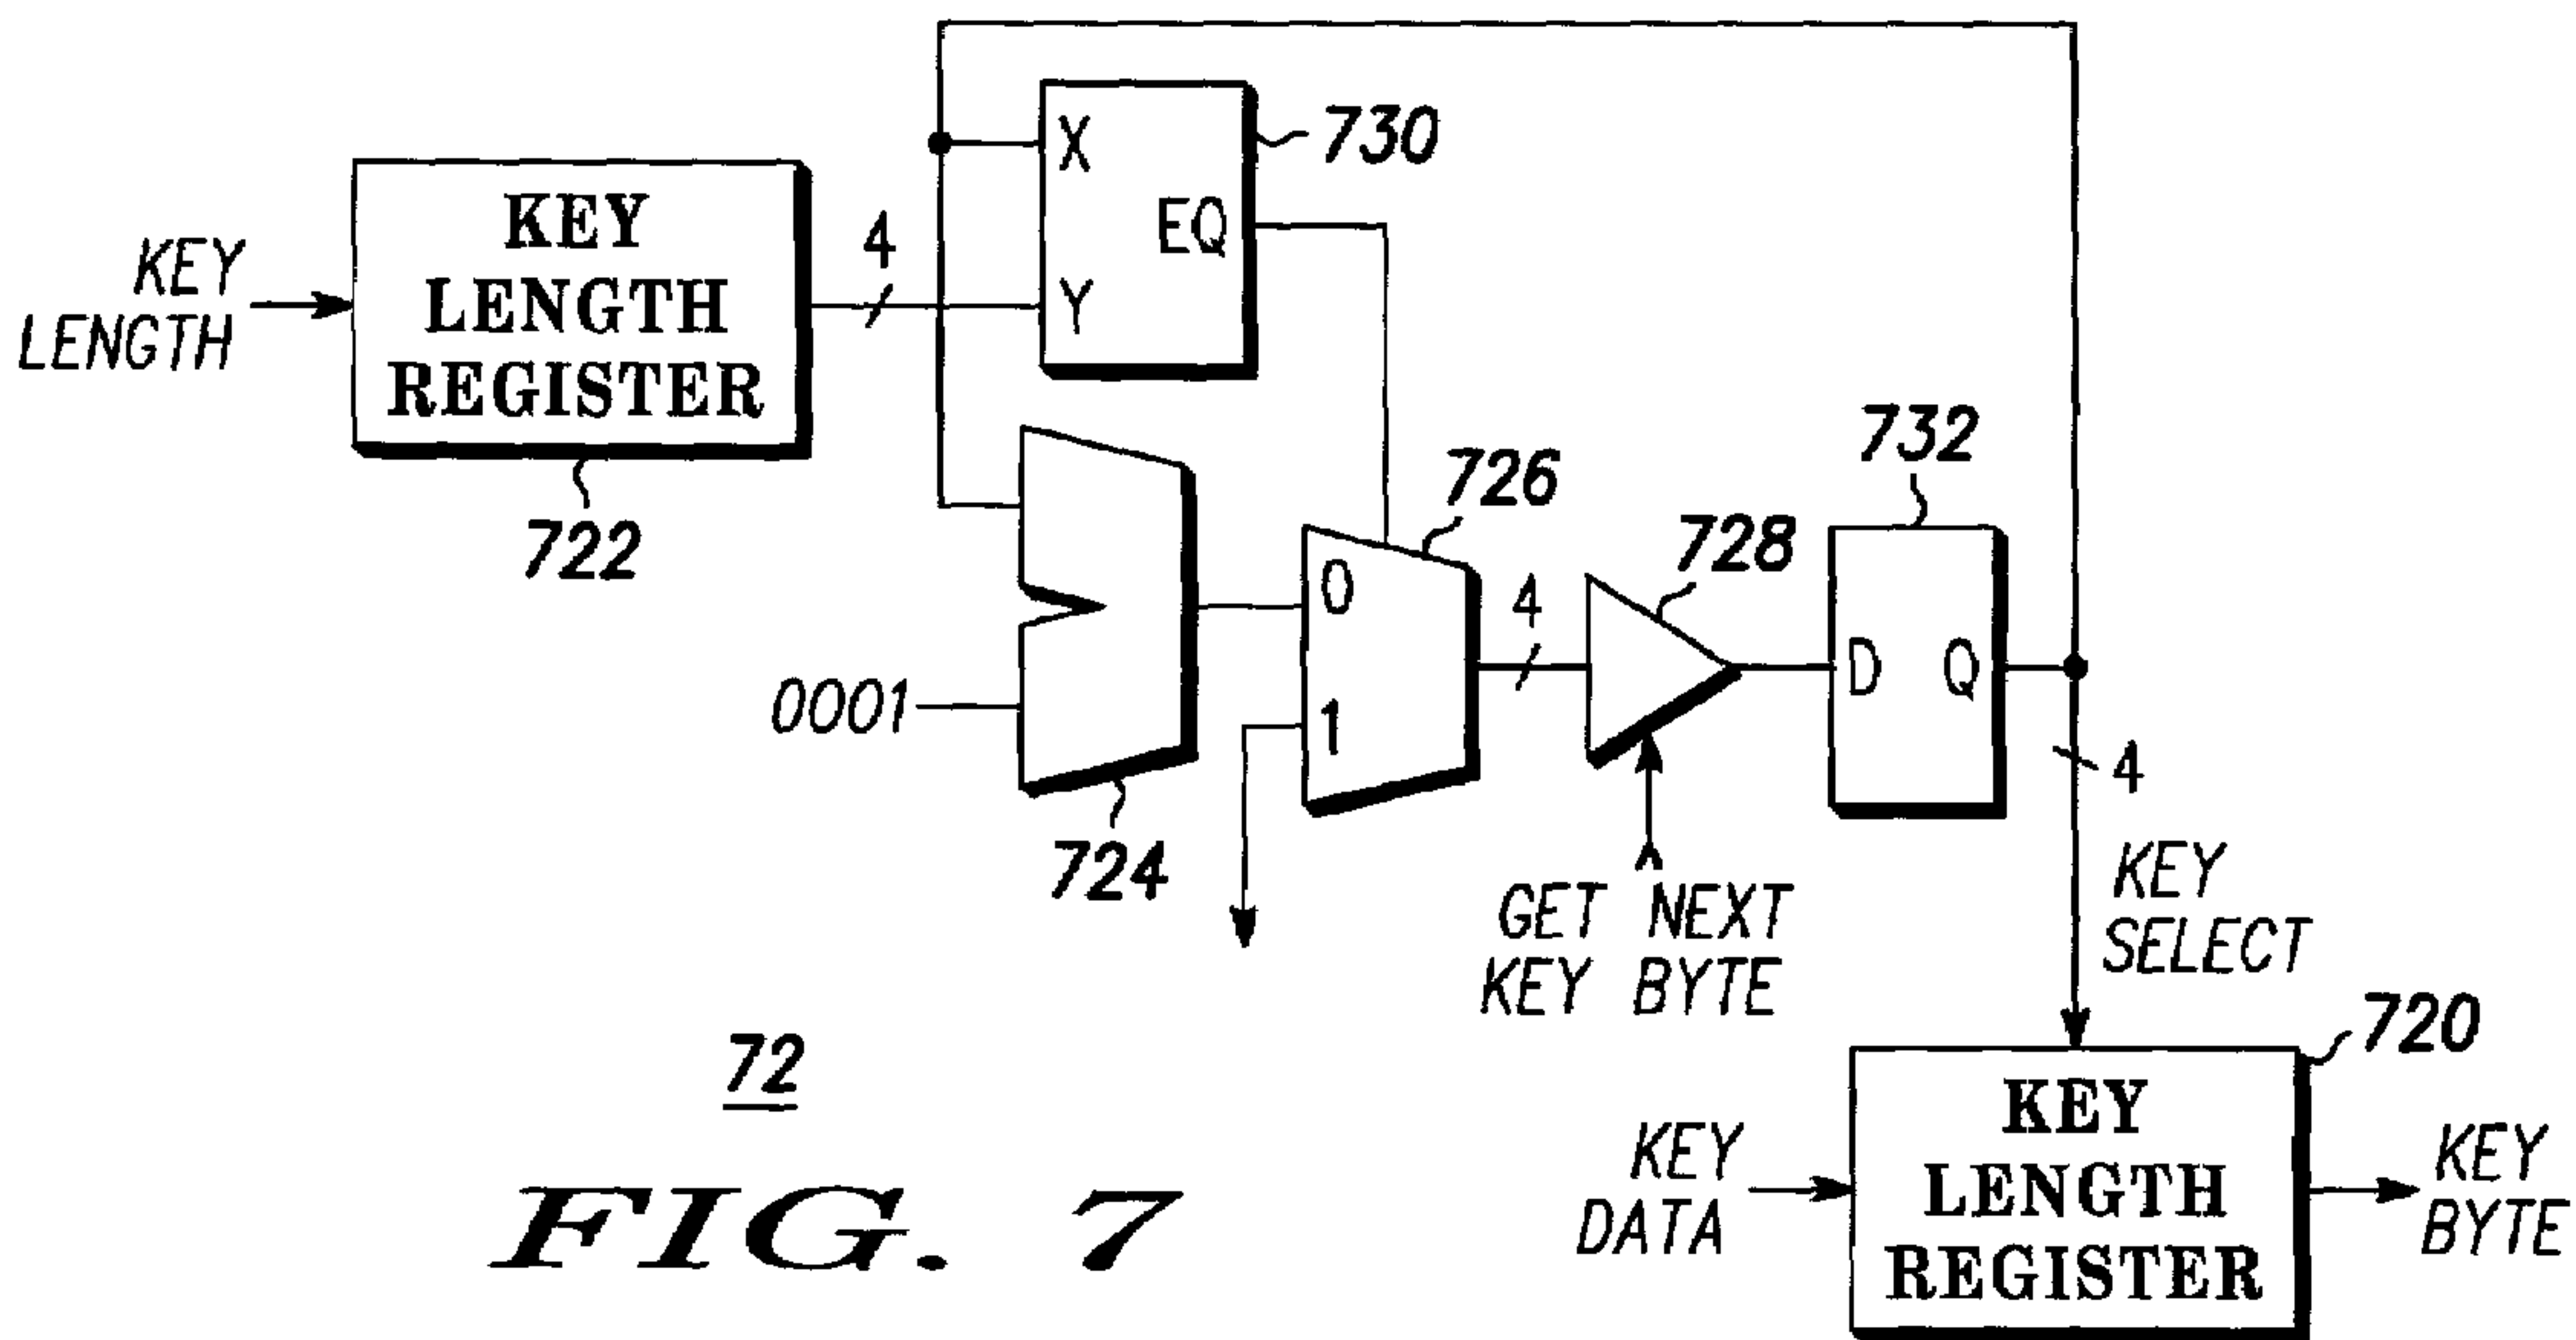 KEY
LENGTH
KEY
LENGTH
REGISTER
722
4
X
Y
EQ
730
0001
724
0
1
726
4
728
GET NEXT
KEY BYTE
732
D Q
4
KEY
SELECT
720
KEY
DATA
KEY
LENGTH
REGISTER
KEY
BYTE
72
FIG. 7